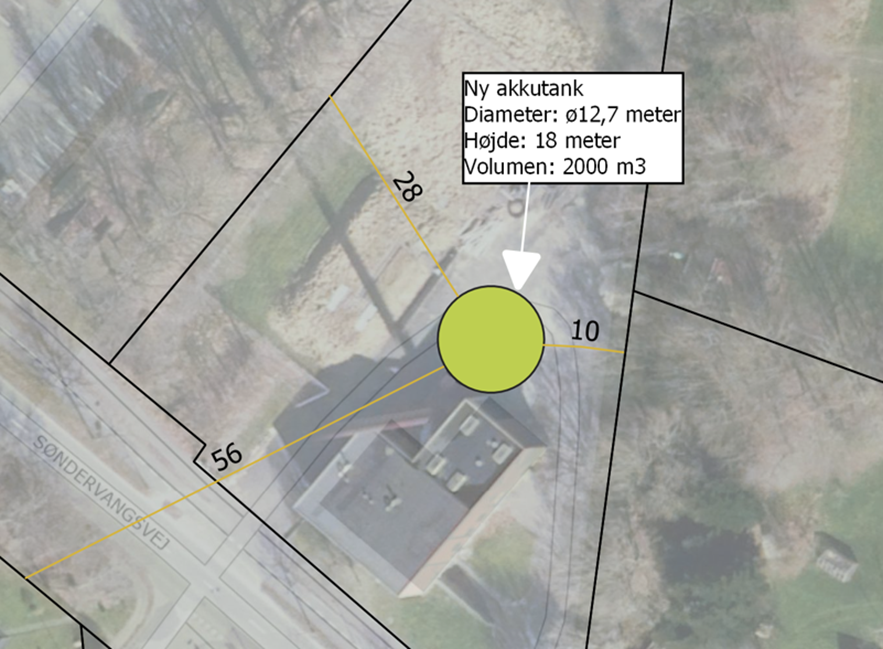 Ny akkutank
Diameter: ø12,7 meter
Højde: 18 meter
Volumen: 2000 m3
28
10
56
SØNDERVANGSVEJ